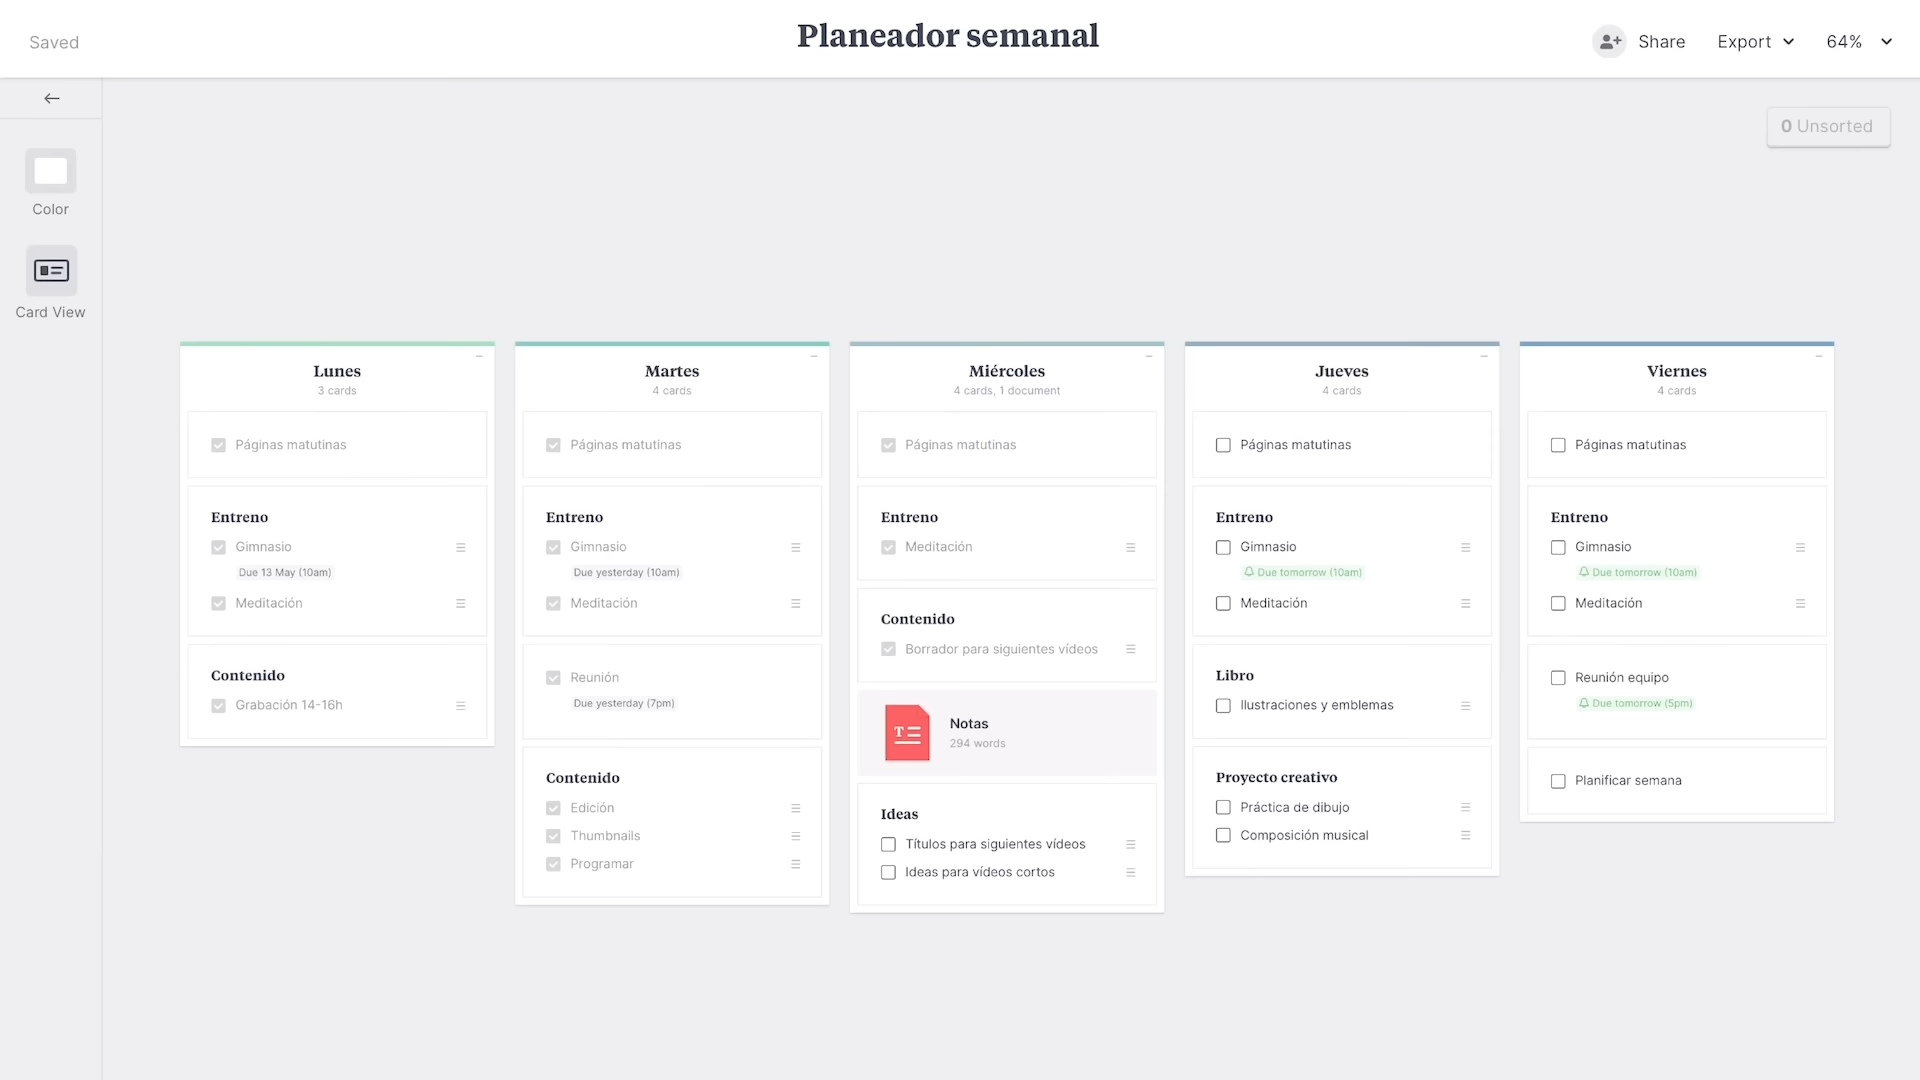 Saved
Planeador semanal
Share
Export
64%
0 Unsorted
Color
Card View
Lunes
3 cards
Páginas matutinas
Entreno
Gimnasio
Due 13 May (10am)
Meditación
Contenido
Grabación 14-16h
Martes
4 cards
Páginas matutinas
Entreno
Gimnasio
Due yesterday (10am)
Meditación
Reunión
Due yesterday (7pm)
Contenido
Edición
Thumbnails
Programar
Miércoles
4 cards, 1 document
Páginas matutinas
Entreno
Meditación
Contenido
Borrador para siguientes vídeos
T
Notas
294 words
Ideas
Títulos para siguientes vídeos
Ideas para vídeos cortos
Jueves
4 cards
Páginas matutinas
Entreno
Gimnasio
Due tomorrow (10am)
Meditación
Libro
Ilustraciones y emblemas
Proyecto creativo
Práctica de dibujo
Composición musical
Viernes
4 cards
Páginas matutinas
Entreno
Gimnasio
Due tomorrow (10am)
Meditación
Reunión equipo
Due tomorrow (5pm)
Planificar semana